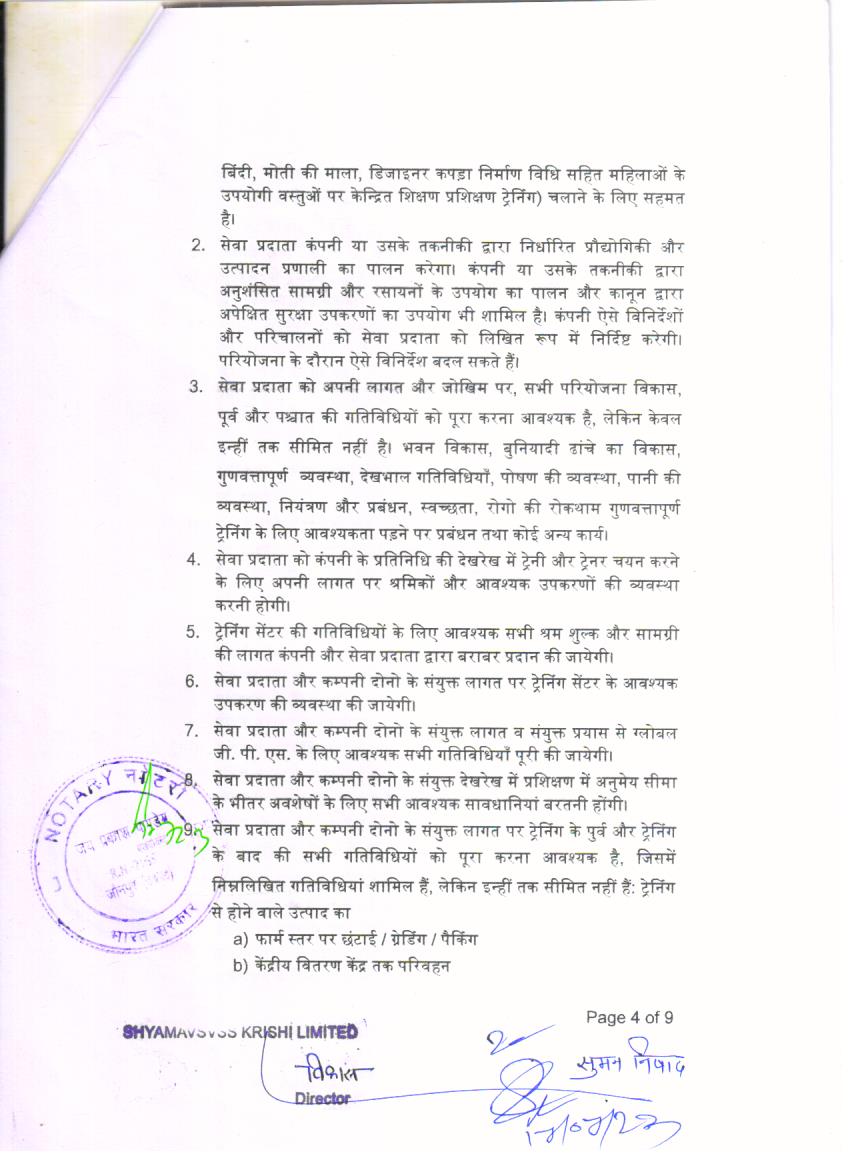 बिंदी, मोती की माला, डिजाइनर कपड़ा निर्माण विधि सहित महिलाओं के
उपयोगी वस्तुओं पर केन्द्रित शिक्षण प्रशिक्षण ट्रेनिंग) चलाने के लिए सहमत
है।
2. सेवा प्रदाता कंपनी या उसके तकनीकी द्वारा निर्धारित प्रौद्योगिकी और
उत्पादन प्रणाली का पालन करेगा। कंपनी या उसके तकनीकी द्वारा
अनुशंसित सामग्री और रसायनों के उपयोग का पालन और कानून द्वारा
अपेक्षित सुरक्षा उपकरणों का उपयोग भी शामिल है। कंपनी ऐसे विनिर्देशों
और परिचालनों को सेवा प्रदाता को लिखित रूप में निर्दिष्ट करेगी।
परियोजना के दौरान ऐसे विनिर्देश बदल सकते हैं।
3. सेवा प्रदाता को अपनी लागत और जोखिम पर, सभी परियोजना विकास,
पूर्व और पश्चात की गतिविधियों को पूरा करना आवश्यक है, लेकिन केवल
इन्हीं तक सीमित नहीं है। भवन विकास, बुनियादी ढांचे का विकास,
गुणवत्तापूर्ण व्यवस्था, देखभाल गतिविधियाँ, पोषण की व्यवस्था, पानी की
व्यवस्था, नियंत्रण और प्रबंधन, स्वच्छता, रोगो की रोकथाम गुणवत्तापूर्ण
ट्रेनिंग के लिए आवश्यकता पड़ने पर प्रबंधन तथा कोई अन्य कार्य।
4. सेवा प्रदाता को कंपनी के प्रतिनिधि की देखरेख में ट्रेनी और ट्रेनर चयन करने
के लिए अपनी लागत पर श्रमिकों और आवश्यक उपकरणों की व्यवस्था
करनी होगी।
5. ट्रेनिंग सेंटर की गतिविधियों के लिए आवश्यक सभी श्रम शुल्क और सामग्री
की लागत कंपनी और सेवा प्रदाता द्वारा बराबर प्रदान की जायेगी।
6. सेवा प्रदाता और कम्पनी दोनो के संयुक्त लागत पर ट्रेनिंग सेंटर के आवश्यक
उपकरण की व्यवस्था की जायेगी।
7. सेवा प्रदाता और कम्पनी दोनो के संयुक्त लागत व संयुक्त प्रयास से ग्लोबल
जी. पी. एस. के लिए आवश्यक सभी गतिविधियाँ पूरी की जायेगी।
8. सेवा प्रदाता और कम्पनी दोनो के संयुक्त देखरेख में प्रशिक्षण में अनुमेय सीमा
के भीतर अवशेषों के लिए सभी आवश्यक सावधानियां बरतनी होंगी।
9. सेवा प्रदाता और कम्पनी दोनो के संयुक्त लागत पर ट्रेनिंग के पुर्व और ट्रेनिंग
के बाद की सभी गतिविधियों को पूरा करना आवश्यक है, जिसमें
निम्नलिखित गतिविधियां शामिल हैं, लेकिन इन्हीं तक सीमित नहीं हैं: ट्रेनिंग
से होने वाले उत्पाद का
a) फार्म स्तर पर छंटाई / ग्रेडिंग / पैकिंग
b) केंद्रीय वितरण केंद्र तक परिवहन
NOTARY नोटरी
जय प्रकाश
भारत सरकार
Page 4 of 9
SHYAMAVSVSS KRISHI LIMITED
विकास
Director
सुमन निषाद